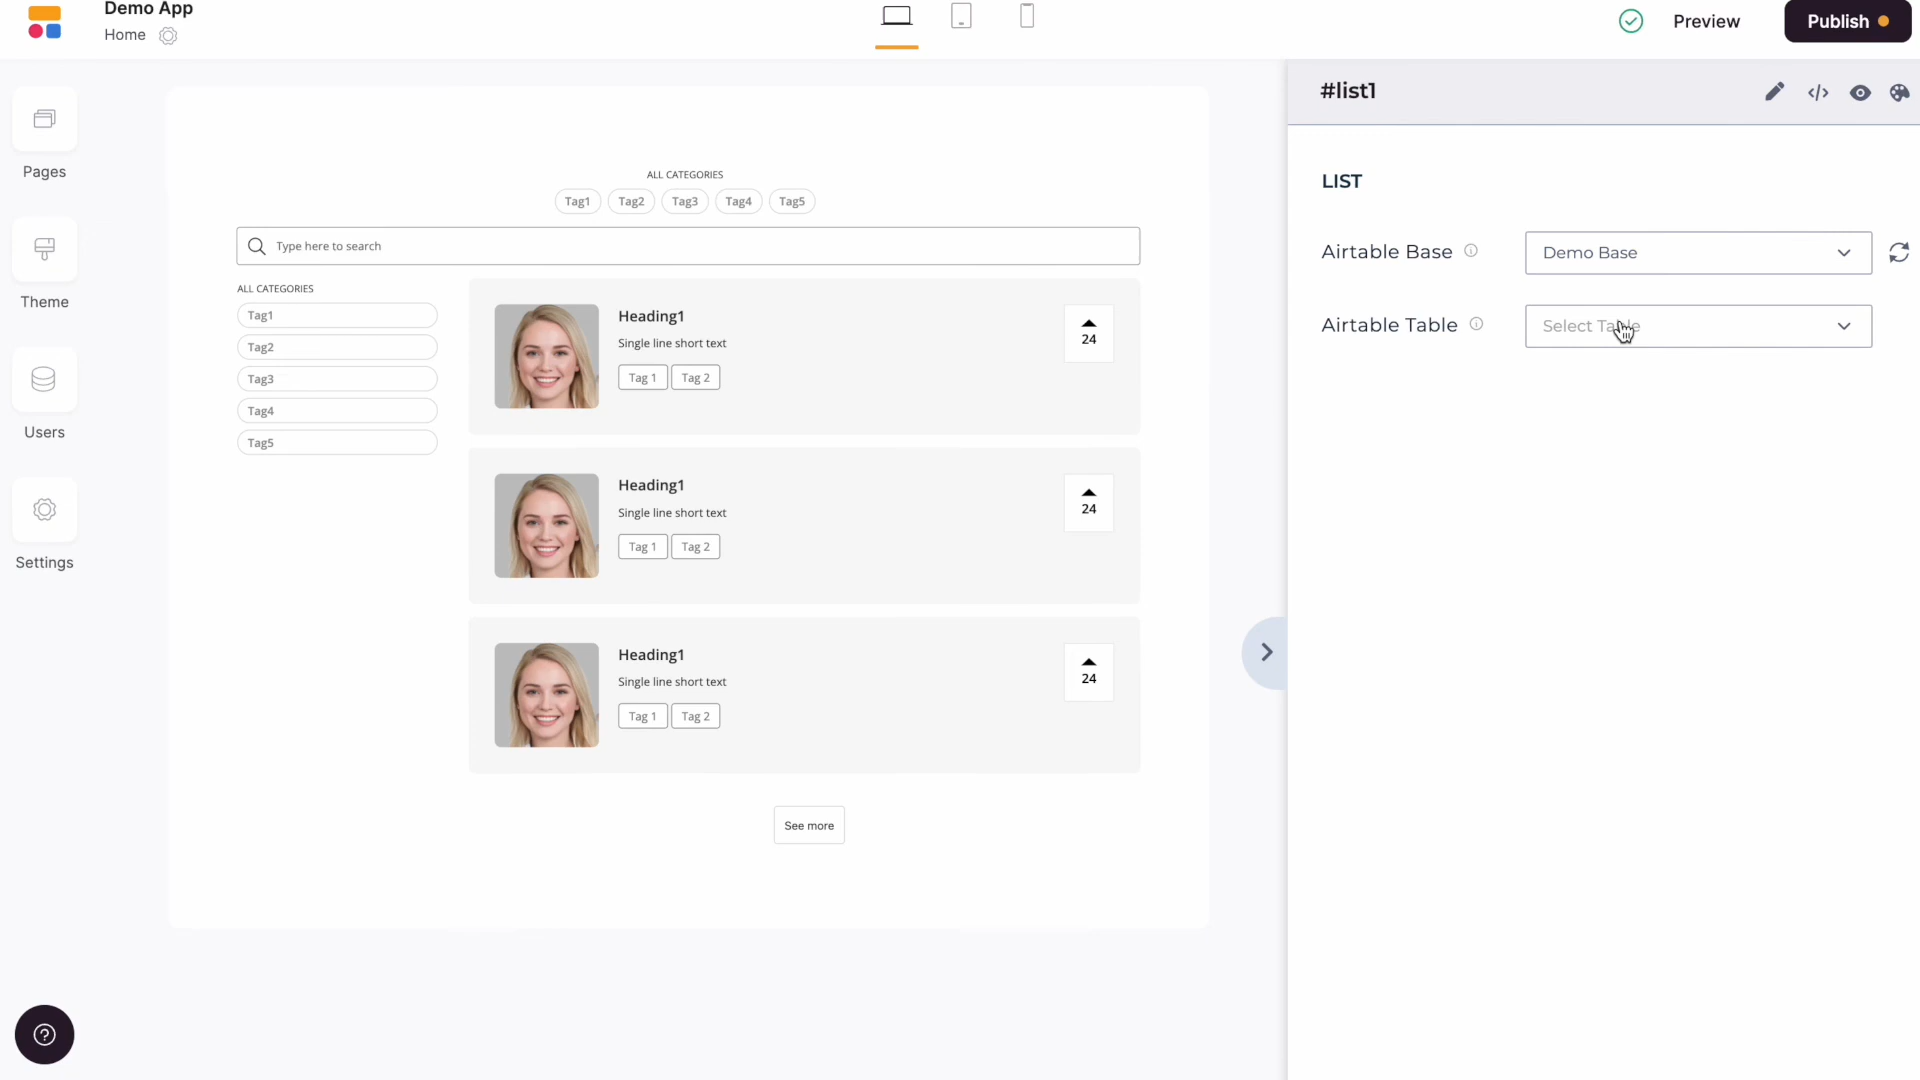 Demo App
Home
Preview
Publish
Pages
Theme
Users
Settings
ALL CATEGORIES
Tag1
Tag2
Tag3
Tag4
Tag5
Type here to search
ALL CATEGORIES
Tag1
Tag2
Tag3
Tag4
Tag5
Heading1
Single line short text
Tag 1
Tag 2
24
Heading1
Single line short text
Tag 1
Tag 2
24
Heading1
Single line short text
Tag 1
Tag 2
24
See more
#list1
LIST
Airtable Base
Demo Base
Airtable Table
Select Table